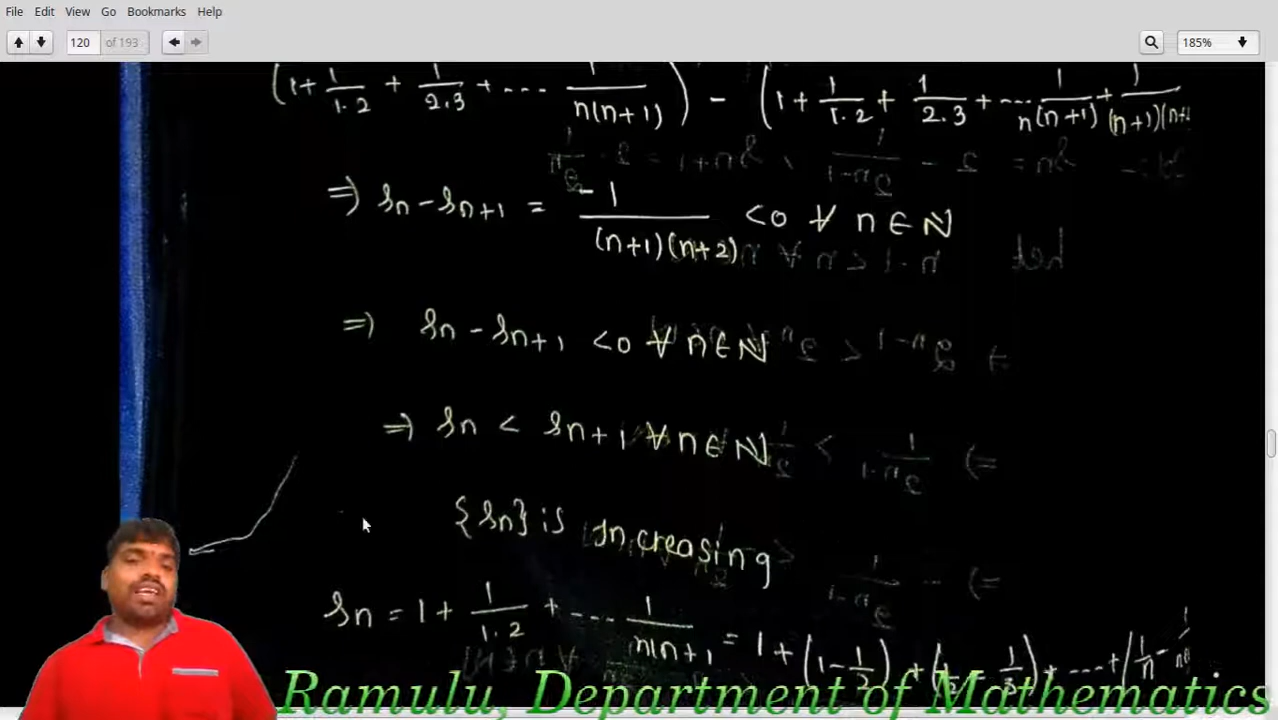 File Edit View Go Bookmarks Help
120 of 193 185%
(1+ 1/1.2 + 1/2.3 + .... 1/n(n+1)) - (1+ 1/1.2 + 1/2.3 + ... 1/n(n+1) + 1/(n+1)(n+
=) sn - sn+1 = -1/(n+1)(n+2) <0 ∀ n ∈ N
=) sn - sn+1 <0 ∀ n∈N
=) sn < sn+1 ∀ n∈N
{sn} is Increasing
sn = 1+ 1/1.2 + ... 1/n(n+1 = 1+ (1-1/2) + (1/2 - 1/3) + ....+ (1/n -
Ramulu, Department of Mathematics